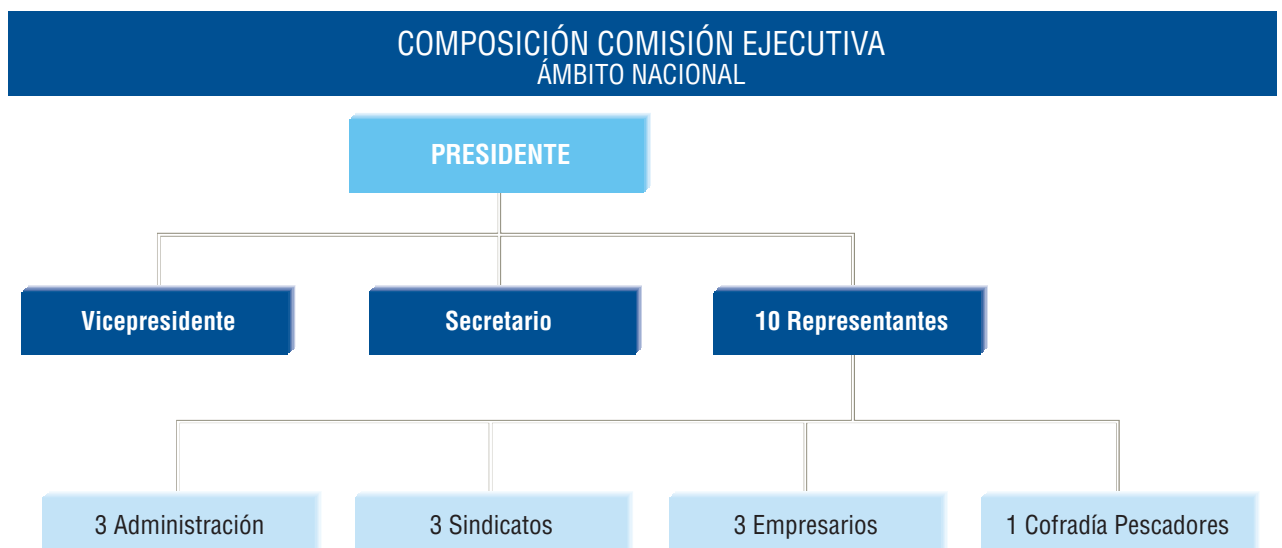 COMPOSICIÓN COMISIÓN EJECUTIVA
ÁMBITO NACIONAL
PRESIDENTE
Vicepresidente
Secretario
10 Representantes
3 Administración
3 Sindicatos
3 Empresarios
1 Cofradía Pescadores